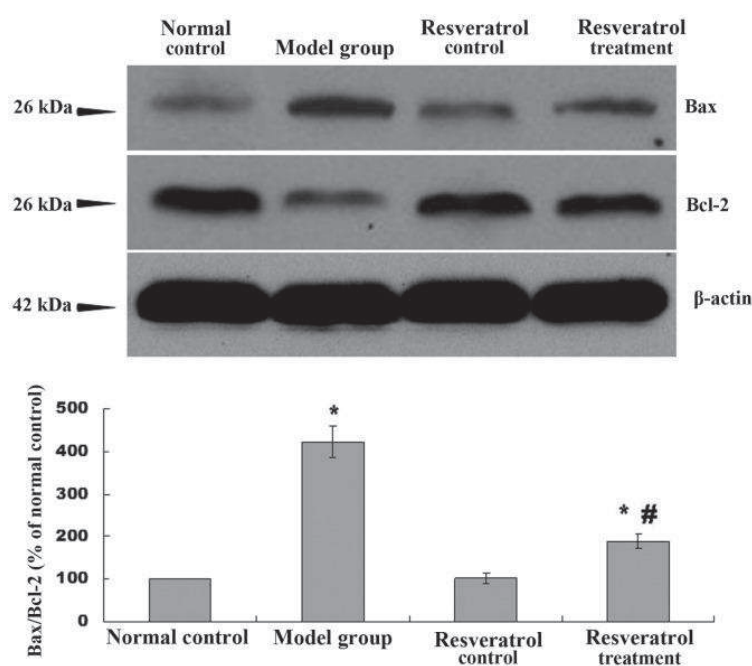 Normal
control
Model group
Resveratrol
control
Resveratrol
treatment
26 kDa
Bax
26 kDa
Bcl-2
42 kDa
β-actin
Bax/Bcl-2 (% of normal control)
500
400
300
200
100
0
*
* #
Normal control
Model group
Resveratrol
control
Resveratrol
treatment